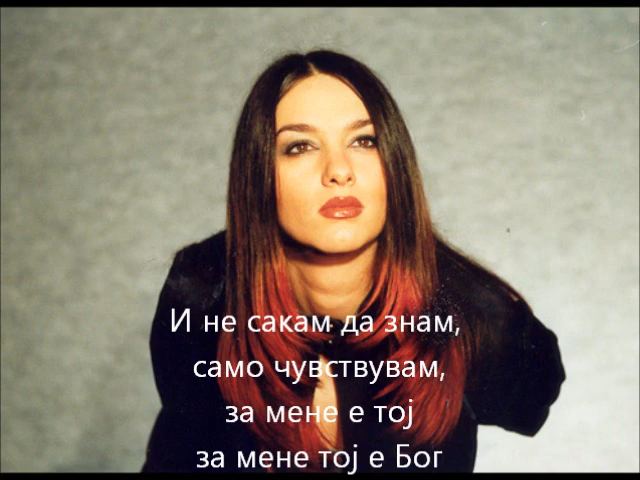 И не сакам да знам,
само чувствувам,
за мене е тој
за мене тој е Бог